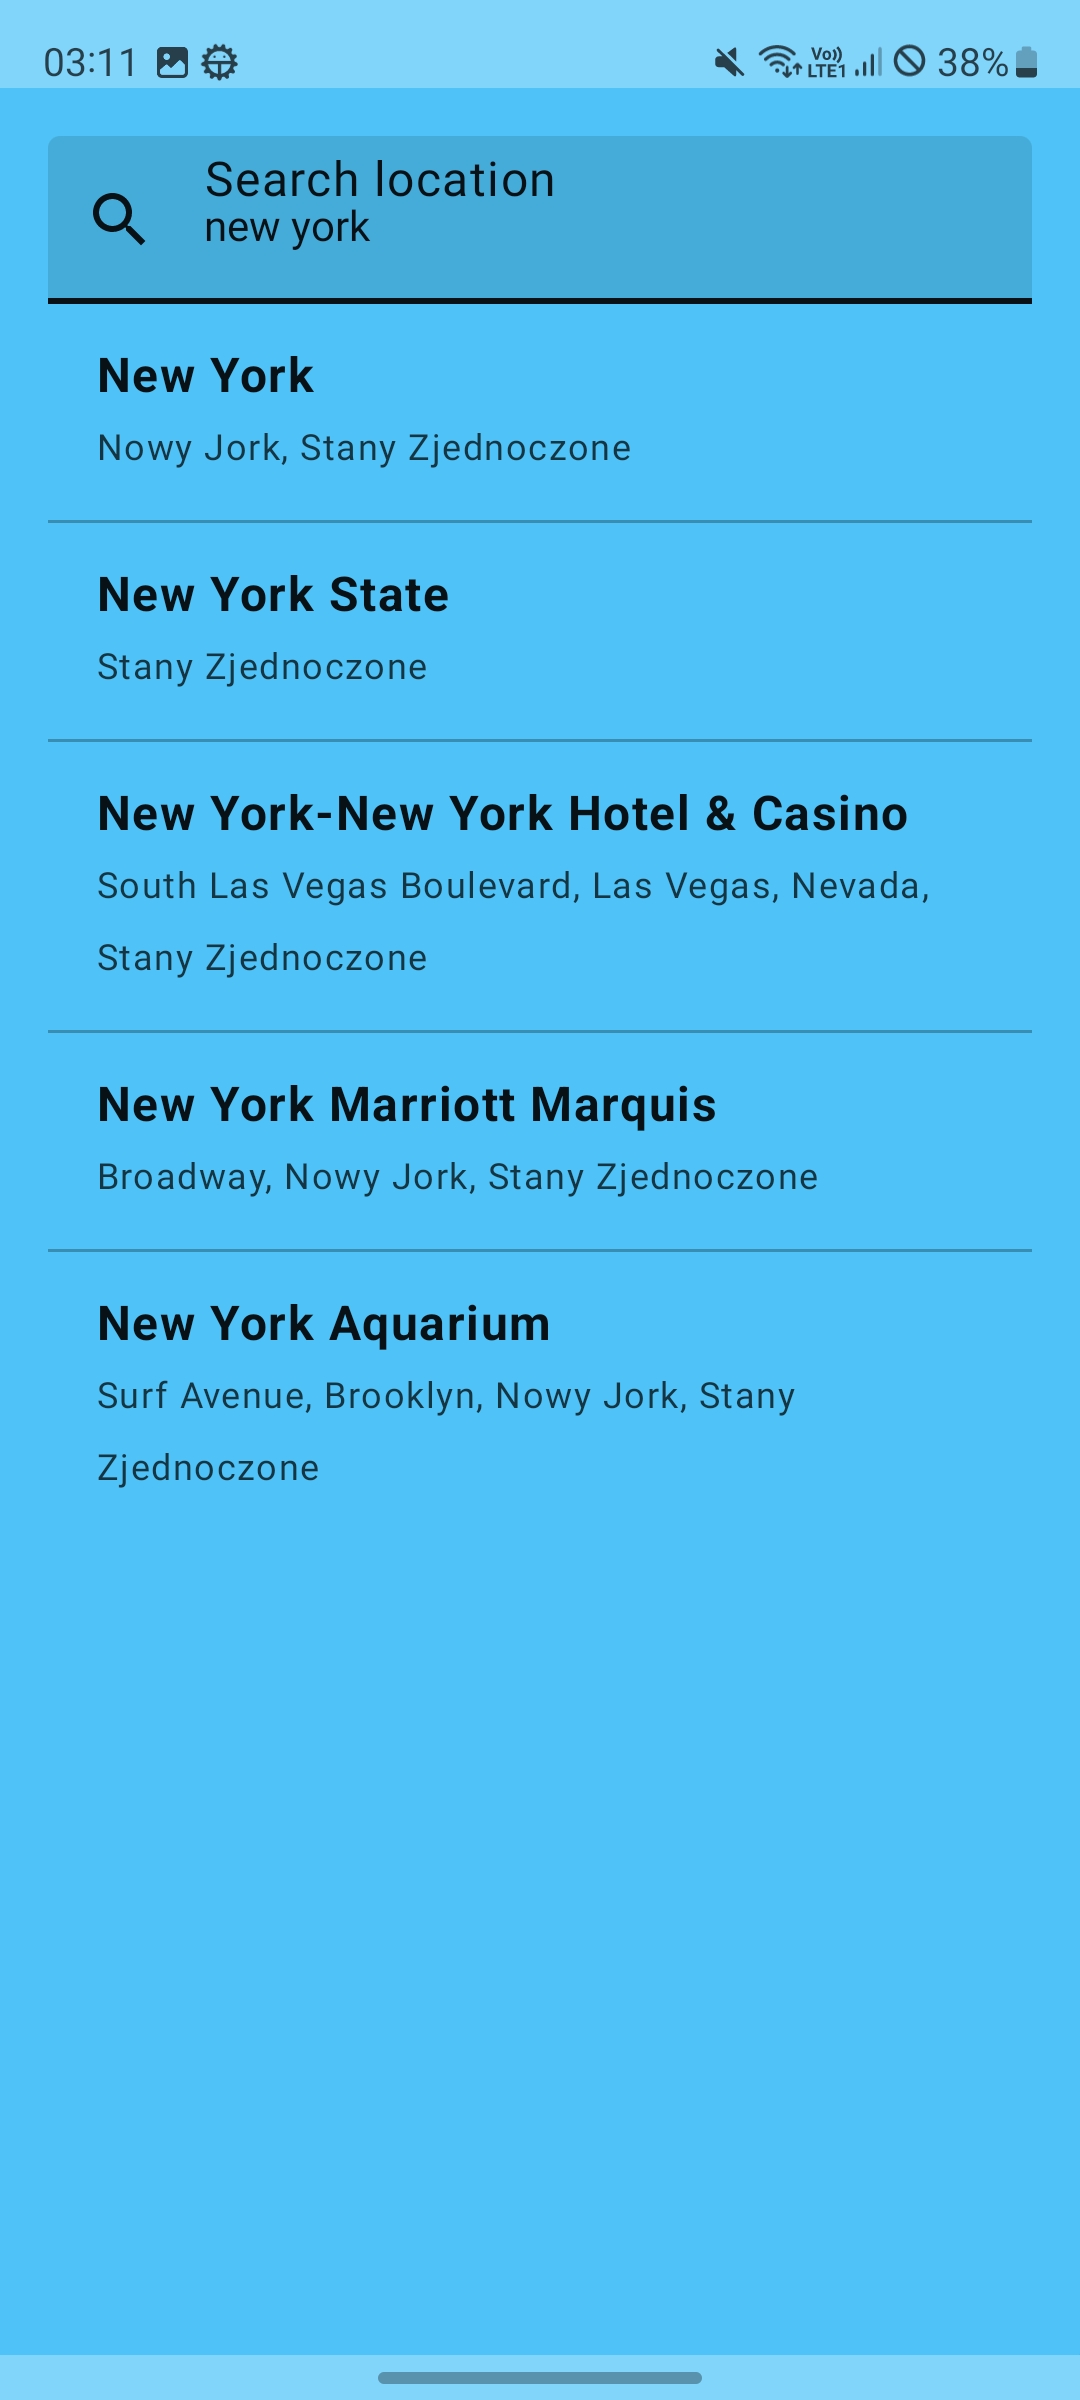 03:11 Vo)) LTE1 38%
Search location
new york
New York
Nowy Jork, Stany Zjednoczone
New York State
Stany Zjednoczone
New York-New York Hotel & Casino
South Las Vegas Boulevard, Las Vegas, Nevada,
Stany Zjednoczone
New York Marriott Marquis
Broadway, Nowy Jork, Stany Zjednoczone
New York Aquarium
Surf Avenue, Brooklyn, Nowy Jork, Stany
Zjednoczone